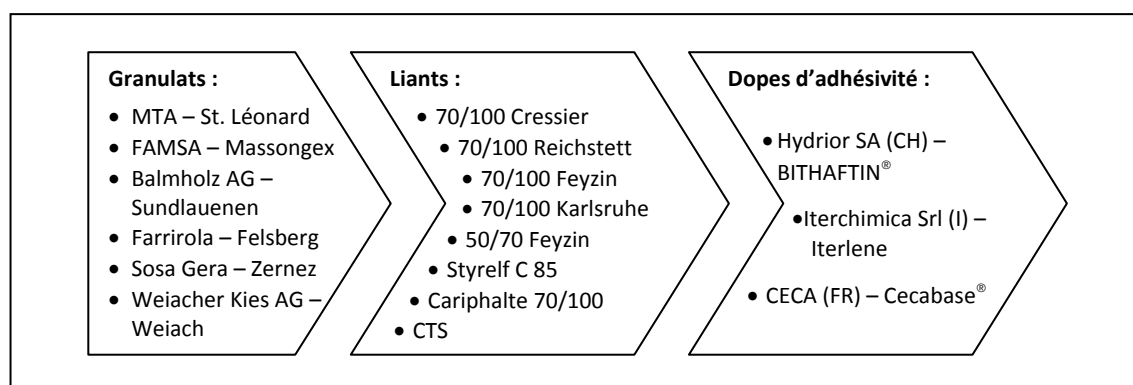 Granulats :
• MTA – St. Léonard
• FAMSA – Massongex
• Balmholz AG –
Sundlauenen
• Farrirola – Felsberg
• Sosa Gera – Zernez
• Weiacher Kies AG –
Weiach
Liants :
• 70/100 Cressier
• 70/100 Reichstett
• 70/100 Feyzin
• 70/100 Karlsruhe
• 50/70 Feyzin
• Styrelf C 85
• Cariphalte 70/100
• CTS
Dopes d'adhésivité :
• Hydrior SA (CH) –
BITHAFTIN®
• Iterchimica Srl (I) –
Iterlene
• CECA (FR) – Cecabase®